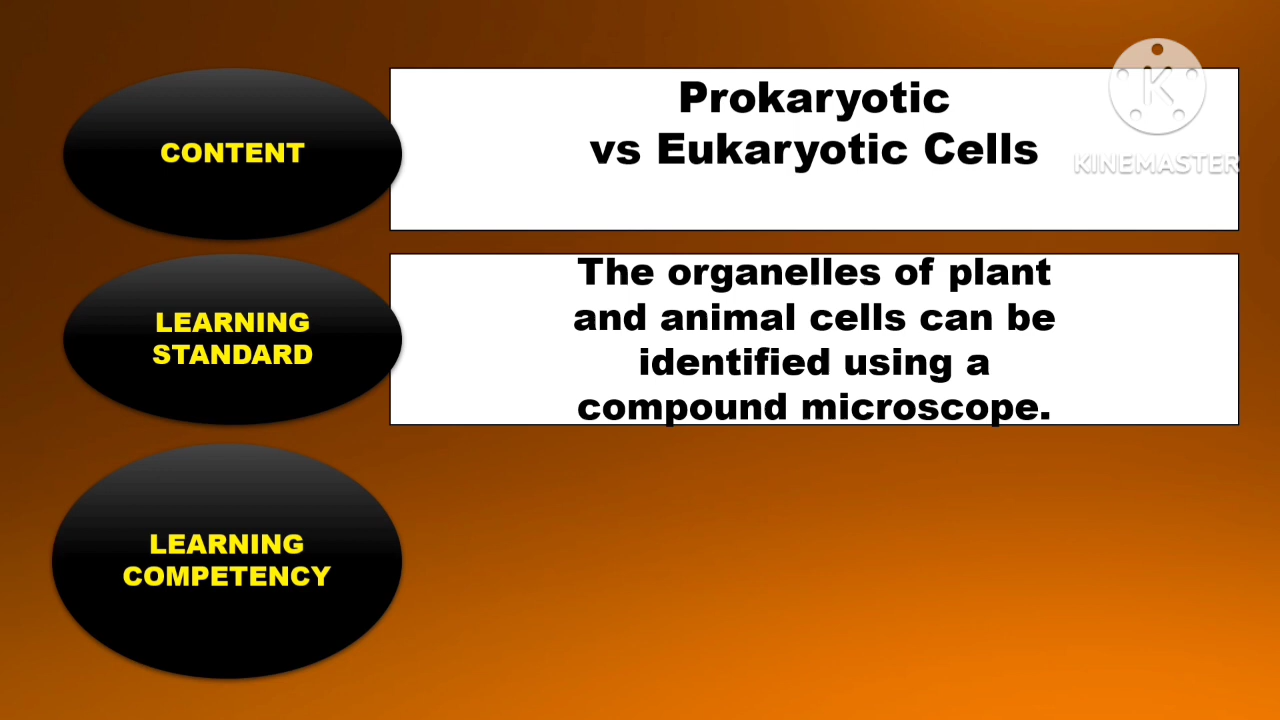 CONTENT
Prokaryotic
vs Eukaryotic Cells
KINEMASTER
LEARNING
STANDARD
The organelles of plant
and animal cells can be
identified using a
compound microscope.
LEARNING
COMPETENCY